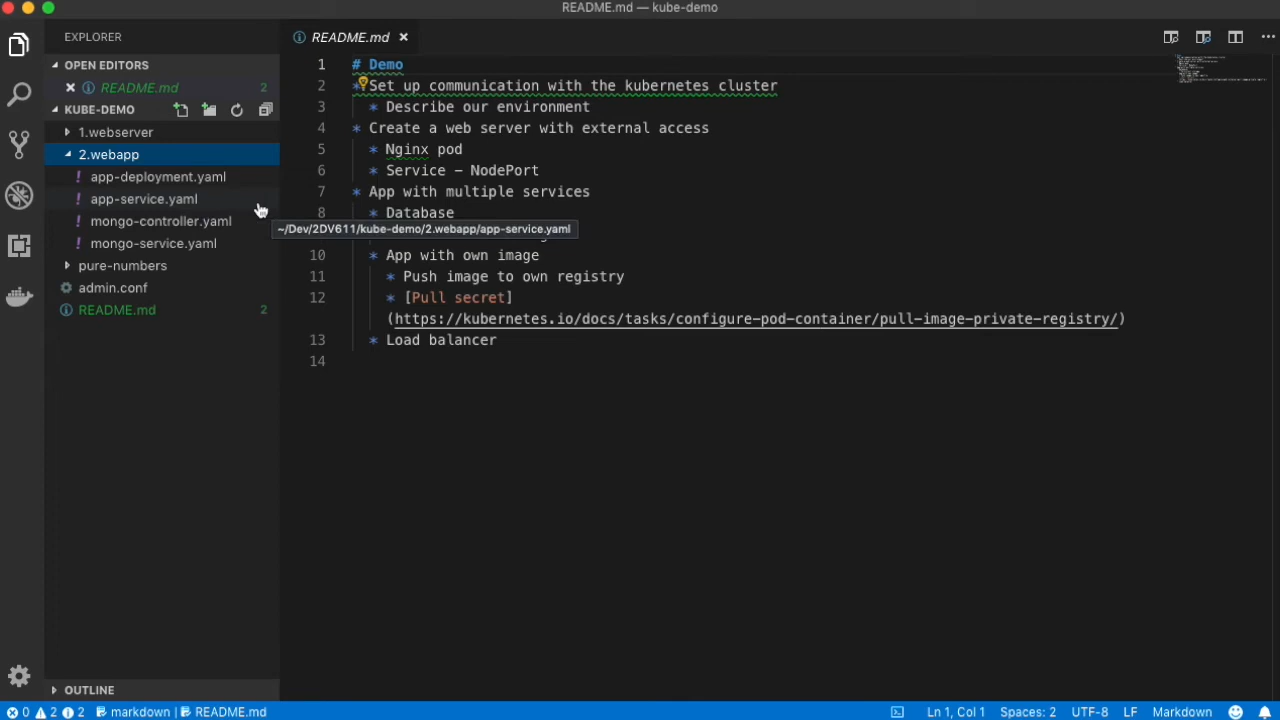 README.md — kube-demo
EXPLORER
OPEN EDITORS
README.md 2
KUBE-DEMO
1.webserver
2.webapp
app-deployment.yaml
app-service.yaml
mongo-controller.yaml
mongo-service.yaml
pure-numbers
admin.conf
README.md 2
OUTLINE
README.md
1 # Demo
2 * Set up communication with the kubernetes cluster
3 * Describe our environment
4 * Create a web server with external access
5 * Nginx pod
6 * Service - NodePort
7 * App with multiple services
8 * Database
~/Dev/2DV611/kube-demo/2.webapp/app-service.yaml
10 * App with own image
11 * Push image to own registry
12 * [Pull secret]
(https://kubernetes.io/docs/tasks/configure-pod-container/pull-image-private-registry/)
13 * Load balancer
14
0 2 2 markdown | README.md Ln 1, Col 1 Spaces: 2 UTF-8 LF Markdown